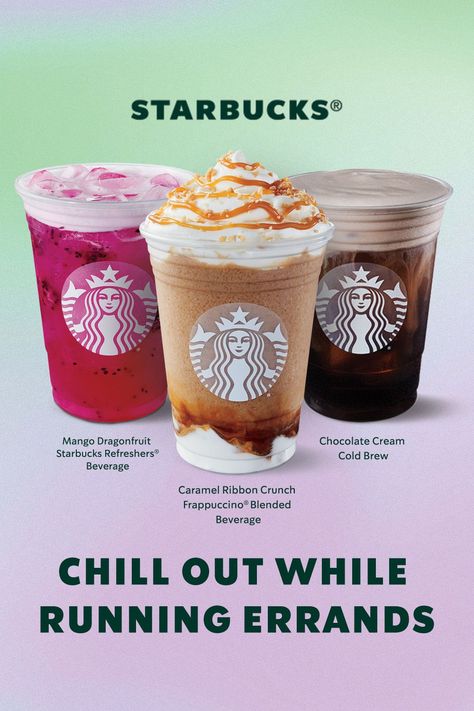 STARBUCKS®
Mango Dragonfruit
Starbucks Refreshers®
Beverage
Caramel Ribbon Crunch
Frappuccino® Blended
Beverage
Chocolate Cream
Cold Brew
CHILL OUT WHILE
RUNNING ERRANDS